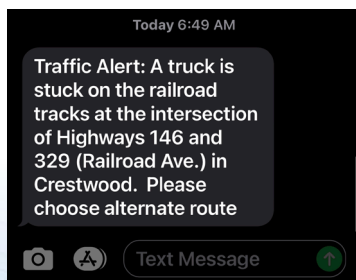 Today 6:49 AM
Traffic Alert: A truck is
stuck on the railroad
tracks at the intersection
of Highways 146 and
329 (Railroad Ave.) in
Crestwood.  Please
choose alternate route
Text Message